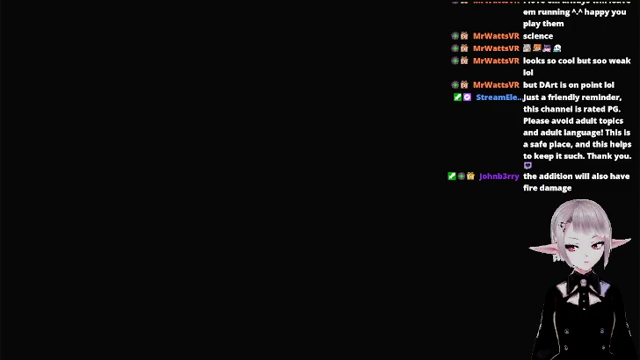 em running ^.^ happy you
play them
MrWattsVR science
MrWattsVR
MrWattsVR looks so cool but soo weak
lol
MrWattsVR but DArt is on point lol
StreamEle... Just a friendly reminder,
this channel is rated PG.
Please avoid adult topics
and adult language! This is
a safe place, and this helps
to keep it such. Thank you.
Johnb3rry the addition will also have
fire damage